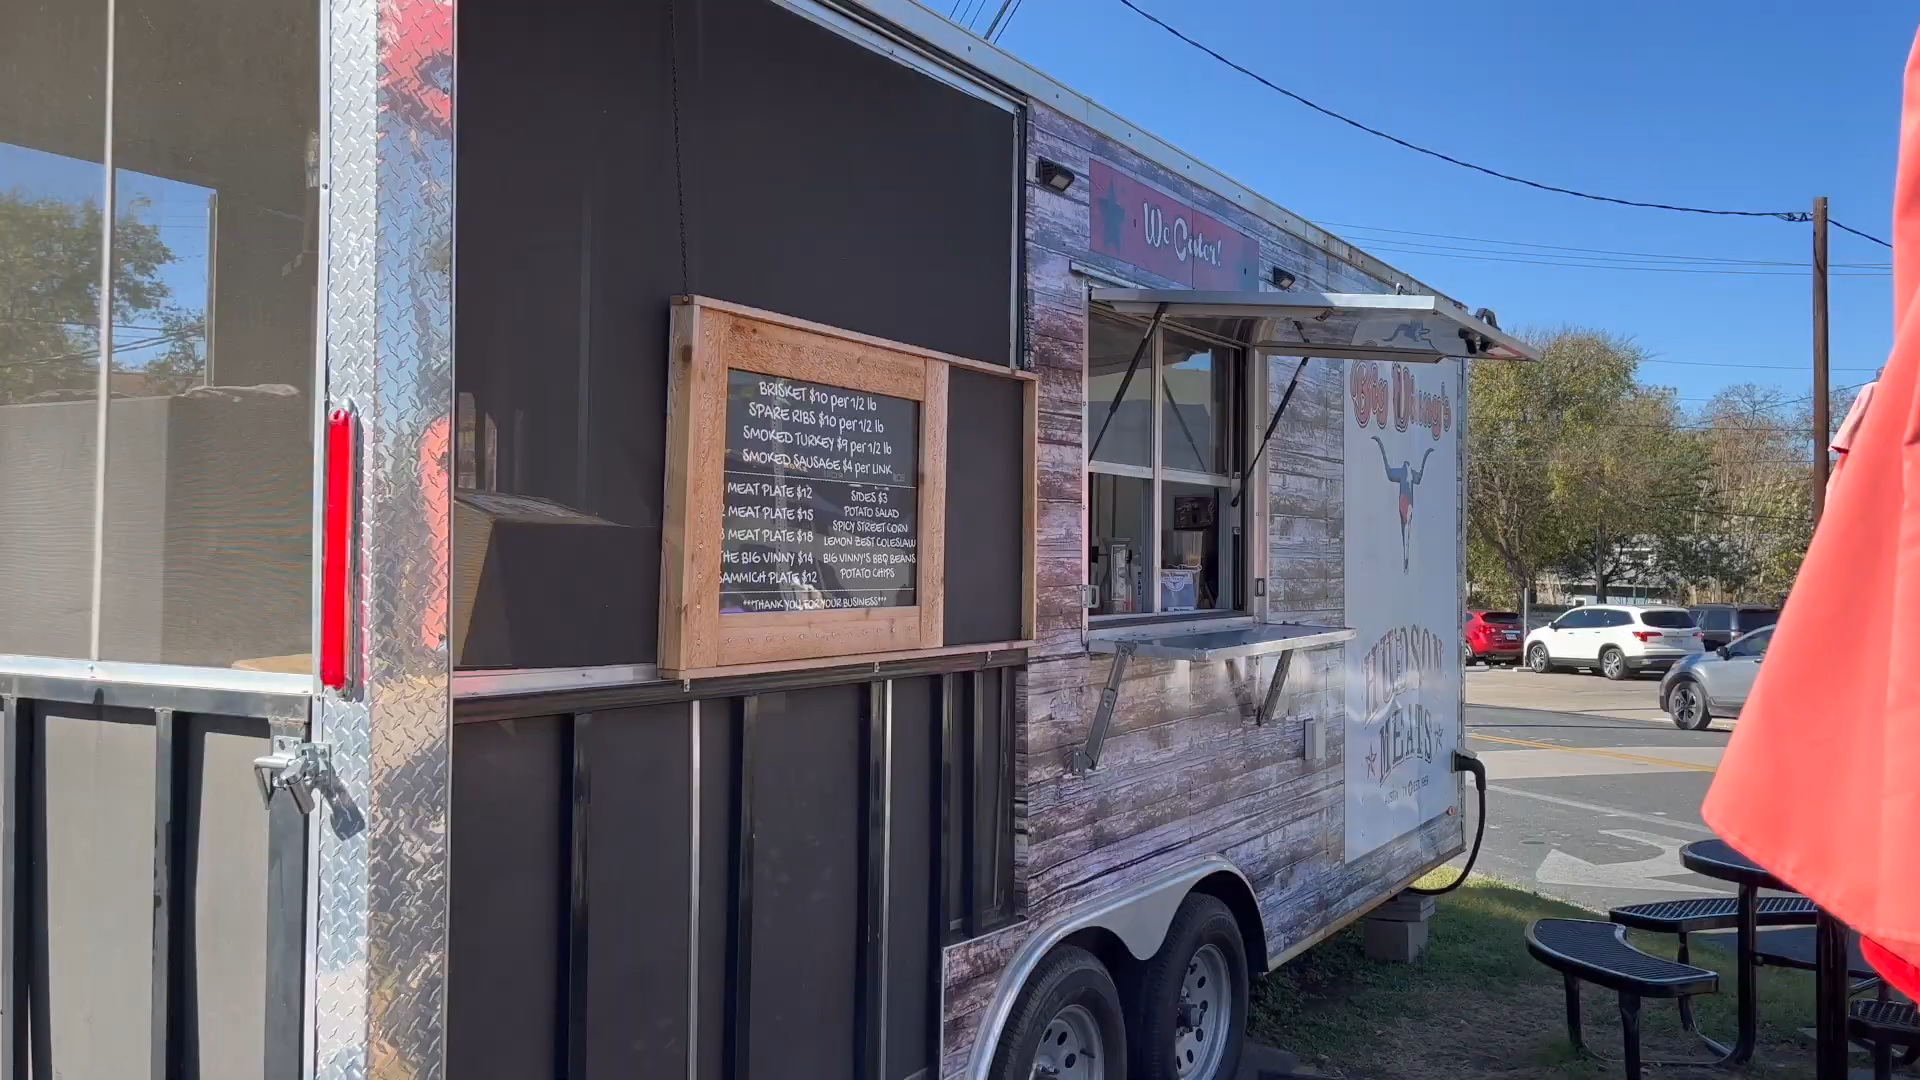 We Cater!
BRISKET $10 per 1/2 lb
SPARE RIBS $10 per 1/2 lb
SMOKED TURKEY $9 per 1/2 lb
SMOKED SAUSAGE $4 per LINK
MEAT PLATE $12
2 MEAT PLATE $15
3 MEAT PLATE $18
THE BIG VINNY $14
SAMMICH PLATE $12
SIDES $3
POTATO SALAD
SPICY STREET CORN
LEMON ZEST COLESLAW
BIG VINNY'S BBQ BEANS
POTATO CHIPS
***THANK YOU FOR YOUR BUSINESS***
Big Vinny's
HUDSON
MEATS